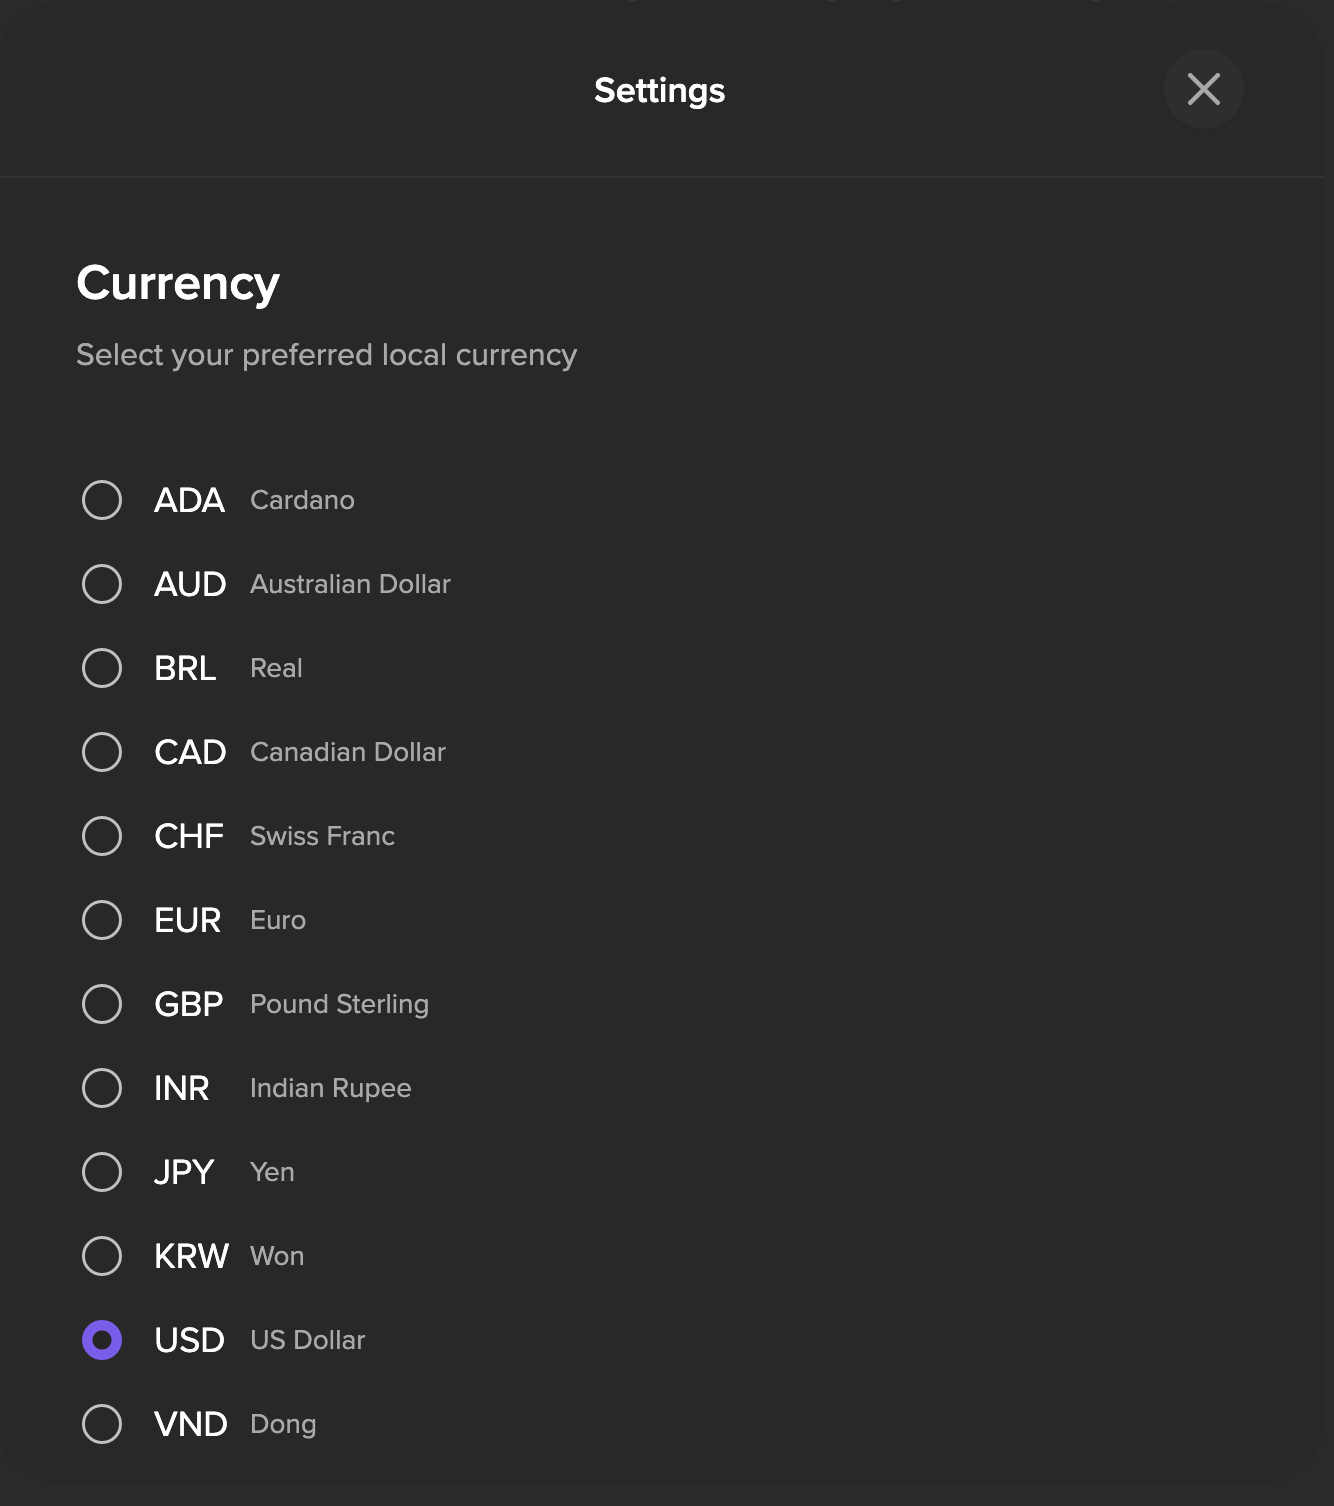 Settings
Currency
Select your preferred local currency
ADA Cardano
AUD Australian Dollar
BRL Real
CAD Canadian Dollar
CHF Swiss Franc
EUR Euro
GBP Pound Sterling
INR Indian Rupee
JPY Yen
KRW Won
USD US Dollar
VND Dong